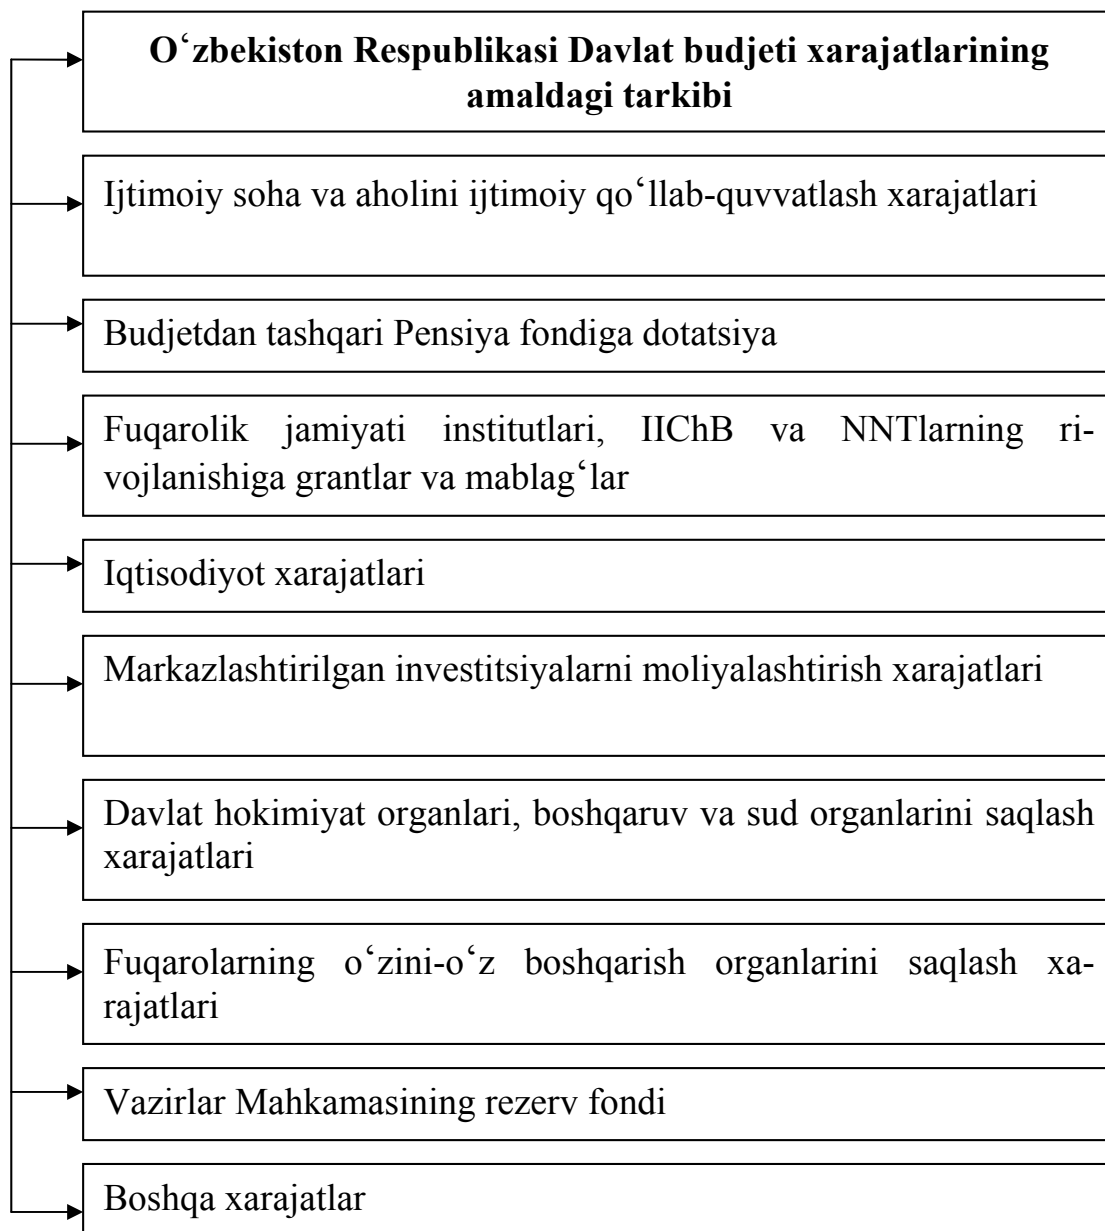 O‘zbekiston Respublikasi Davlat budjeti xarajatlarining
amaldagi tarkibi
Ijtimoiy soha va aholini ijtimoiy qo‘llab-quvvatlash xarajatlari
Budjetdan tashqari Pensiya fondiga dotatsiya
Fuqarolik jamiyati institutlari, IIChB va NNTlarning ri-
vojlanishiga grantlar va mablag‘lar
Iqtisodiyot xarajatlari
Markazlashtirilgan investitsiyalarni moliyalashtirish xarajatlari
Davlat hokimiyat organlari, boshqaruv va sud organlarini saqlash
xarajatlari
Fuqarolarning o‘zini-o‘z boshqarish organlarini saqlash xa-
rajatlari
Vazirlar Mahkamasining rezerv fondi
Boshqa xarajatlar